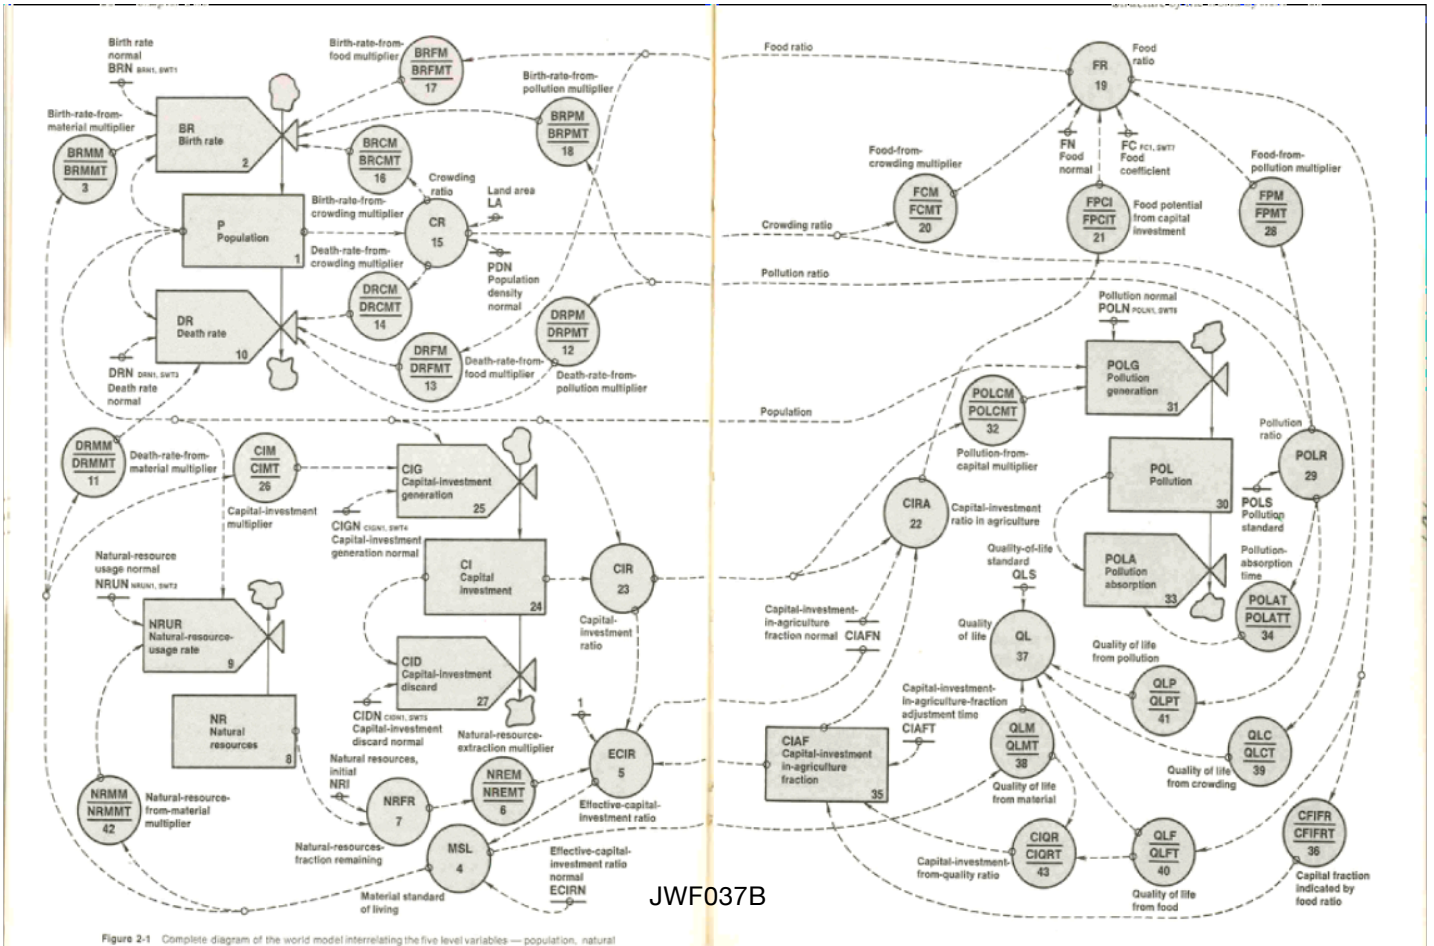 Birth rate
normal
BRN BRN1, SWT1
Birth-rate-from-
material multiplier
BRMM
BRMMT
3
BR
Birth rate
2
Birth-rate-from-
food multiplier
BRFM
BRFMT
17
Birth-rate-from-
pollution multiplier
BRPM
BRPMT
18
BRCM
BRCMT
16
Birth-rate-from-
crowding multiplier
P
Population
1
Crowding
ratio
CR
15
Land area
LA
PDN
Population
density
normal
Death-rate-from-
crowding multiplier
DRCM
DRCMT
14
DR
Death rate
10
DRN DRN1, SWT3
Death rate
normal
DRFM
DRFMT
13
Death-rate-from-
food multiplier
DRPM
DRPMT
12
Death-rate-from-
pollution multiplier
DRMM
DRMMT
11
Death-rate-from-
material multiplier
CIM
CIMT
26
Capital-investment
multiplier
CIG
Capital-investment
generation
25
CIGN CIGN1, SWT4
Capital-investment
generation normal
CI
Capital
investment
24
CIR
23
Capital-
investment
ratio
CID
Capital-investment
discard
27
CIDN CIDN1, SWT5
Capital-investment
discard normal
Natural-resource
usage normal
NRUN NRUN1, SWT2
NRUR
Natural-resource-
usage rate
9
NR
Natural
resources
8
Natural resources,
initial
NRI
NRFR
7
Natural-resources-
fraction remaining
Natural-resource-
extraction multiplier
NREM
NREMT
6
1
ECIR
5
Effective-capital-
investment ratio
NRMM
NRMMT
42
Natural-resource-
from-material
multiplier
MSL
4
Material standard
of living
Effective-capital-
investment ratio
normal
ECIRN
Food ratio
FR
19
Food
ratio
FN
Food
normal
FC FC1, SWT7
Food
coefficient
Food-from-
crowding multiplier
FCM
FCMT
20
FPCI
FPCIT
21
Food potential
from capital
investment
Food-from-
pollution multiplier
FPM
FPMT
28
Crowding ratio
Pollution ratio
Pollution normal
POLN POLN1, SWT6
POLG
Pollution
generation
31
POLCM
POLCMT
32
Pollution-from-
capital multiplier
Population
POL
Pollution
30
Pollution
ratio
POLR
29
POLS
Pollution
standard
POLA
Pollution
absorption
33
Pollution-
absorption
time
POLAT
POLATT
34
CIRA
22
Capital-investment
ratio in agriculture
Quality-of-life
standard
QLS
Quality
of life
QL
37
Capital-investment-
in-agriculture
fraction normal
CIAFN
Quality of life
from pollution
QLP
QLPT
41
Capital-investment-
in-agriculture-fraction
adjustment time
CIAFT
QLM
QLMT
38
Quality of life
from material
QLC
QLCT
39
Quality of life
from crowding
CIAF
Capital-investment-
in-agriculture
fraction
35
CIQR
CIQRT
43
Capital-investment-
from-quality ratio
QLF
QLFT
40
Quality of life
from food
CFIFR
CFIFRT
36
Capital fraction
indicated by
food ratio
JWF037B
Figure 2-1 Complete diagram of the world model interrelating the five level variables — population, natural